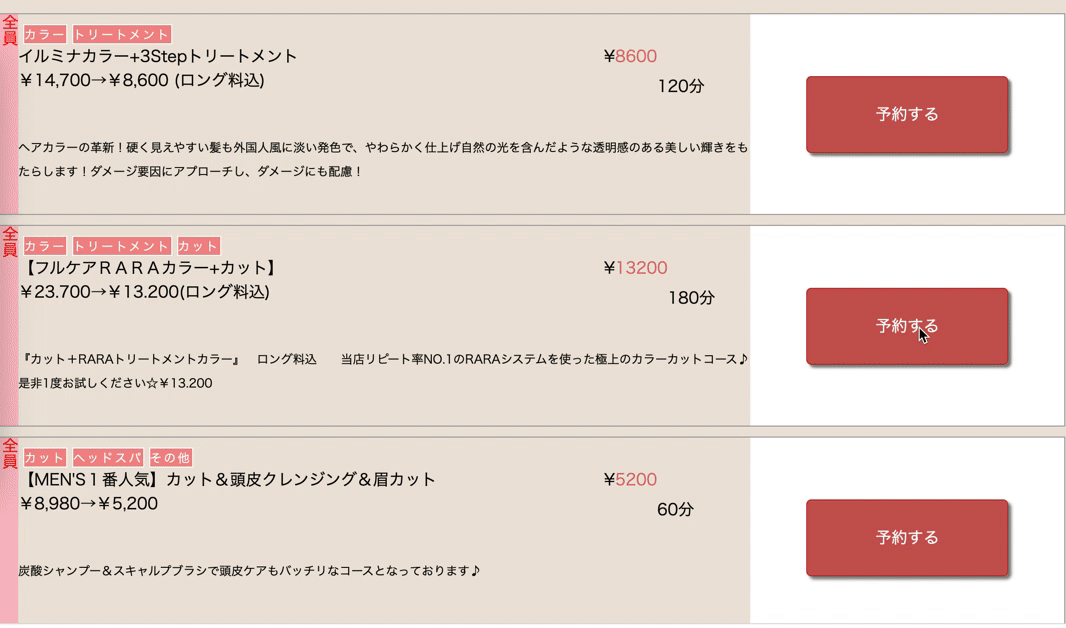 全員
カラー トリートメント
イルミナカラー+3Stepトリートメント
¥8600
￥14,700→￥8,600 (ロング料込)
120分
予約する
ヘアカラーの革新！硬く見えやすい髪も外国人風に淡い発色で、やわらかく仕上げ自然の光を含んだような透明感のある美しい輝きをも
たらします！ダメージ要因にアプローチし、ダメージにも配慮！
全員
カラー トリートメント カット
【フルケアＲＡＲＡカラー+カット】
¥13200
￥23.700→￥13.200(ロング料込)
180分
予約する
『カット＋RARAトリートメントカラー』　ロング料込　　当店リピート率NO.1のRARAシステムを使った極上のカラーカットコース♪
是非1度お試しください☆￥13.200
全員
カット ヘッドスパ その他
【MEN'S１番人気】カット＆頭皮クレンジング＆眉カット
¥5200
￥8,980→￥5,200
60分
予約する
炭酸シャンプー＆スキャルプブラシで頭皮ケアもバッチリなコースとなっております♪